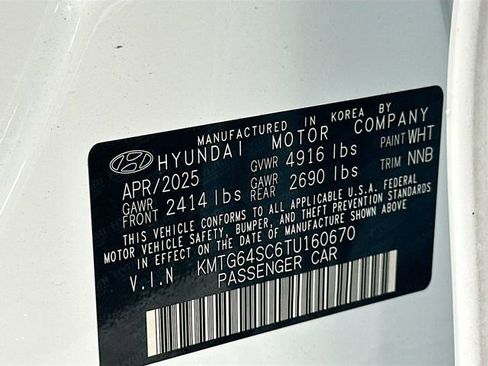 MANUFACTURED IN KOREA BY
HYUNDAI MOTOR COMPANY
APR/2025 GVWR 4916 lbs PAINT WHT
GAWR FRONT 2414 lbs GAWR REAR 2690 lbs TRIM NNB
THIS VEHICLE CONFORMS TO ALL APPLICABLE U.S.A. FEDERAL
MOTOR VEHICLE SAFETY, BUMPER, AND THEFT PREVENTION
STANDARDS IN EFFECT ON THE DATE OF MANUFACTURE SHOWN ABOVE.
V.I.N KMTG64SC6TU160670
PASSENGER CAR